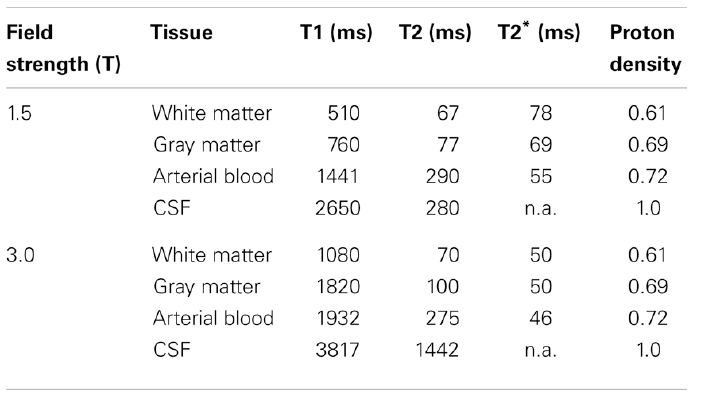 Field strength (T) Tissue T1 (ms) T2 (ms) T2* (ms) Proton density
1.5 White matter 510 67 78 0.61
Gray matter 760 77 69 0.69
Arterial blood 1441 290 55 0.72
CSF 2650 280 n.a. 1.0
3.0 White matter 1080 70 50 0.61
Gray matter 1820 100 50 0.69
Arterial blood 1932 275 46 0.72
CSF 3817 1442 n.a. 1.0